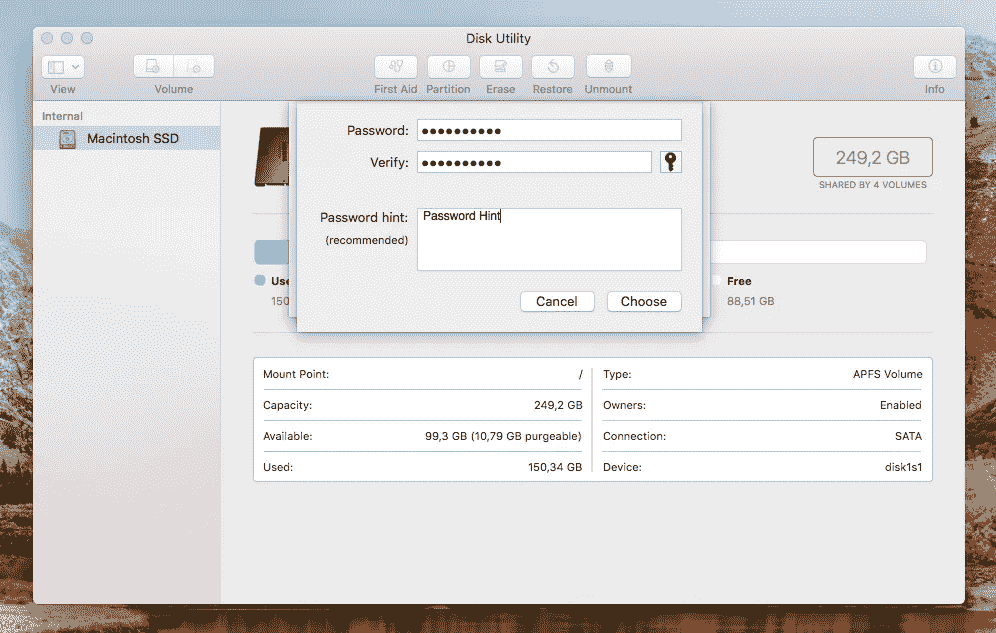 Disk Utility
View
Volume
First Aid
Partition
Erase
Restore
Unmount
Info
Internal
Macintosh SSD
Password: ●●●●●●●●●●
Verify: ●●●●●●●●●●
Password hint: Password Hint
(recommended)
Cancel
Choose
249,2 GB
SHARED BY 4 VOLUMES
Free
88,51 GB
Mount Point: /
Capacity: 249,2 GB
Available: 99,3 GB (10,79 GB purgeable)
Used: 150,34 GB
Type: APFS Volume
Owners: Enabled
Connection: SATA
Device: disk1s1